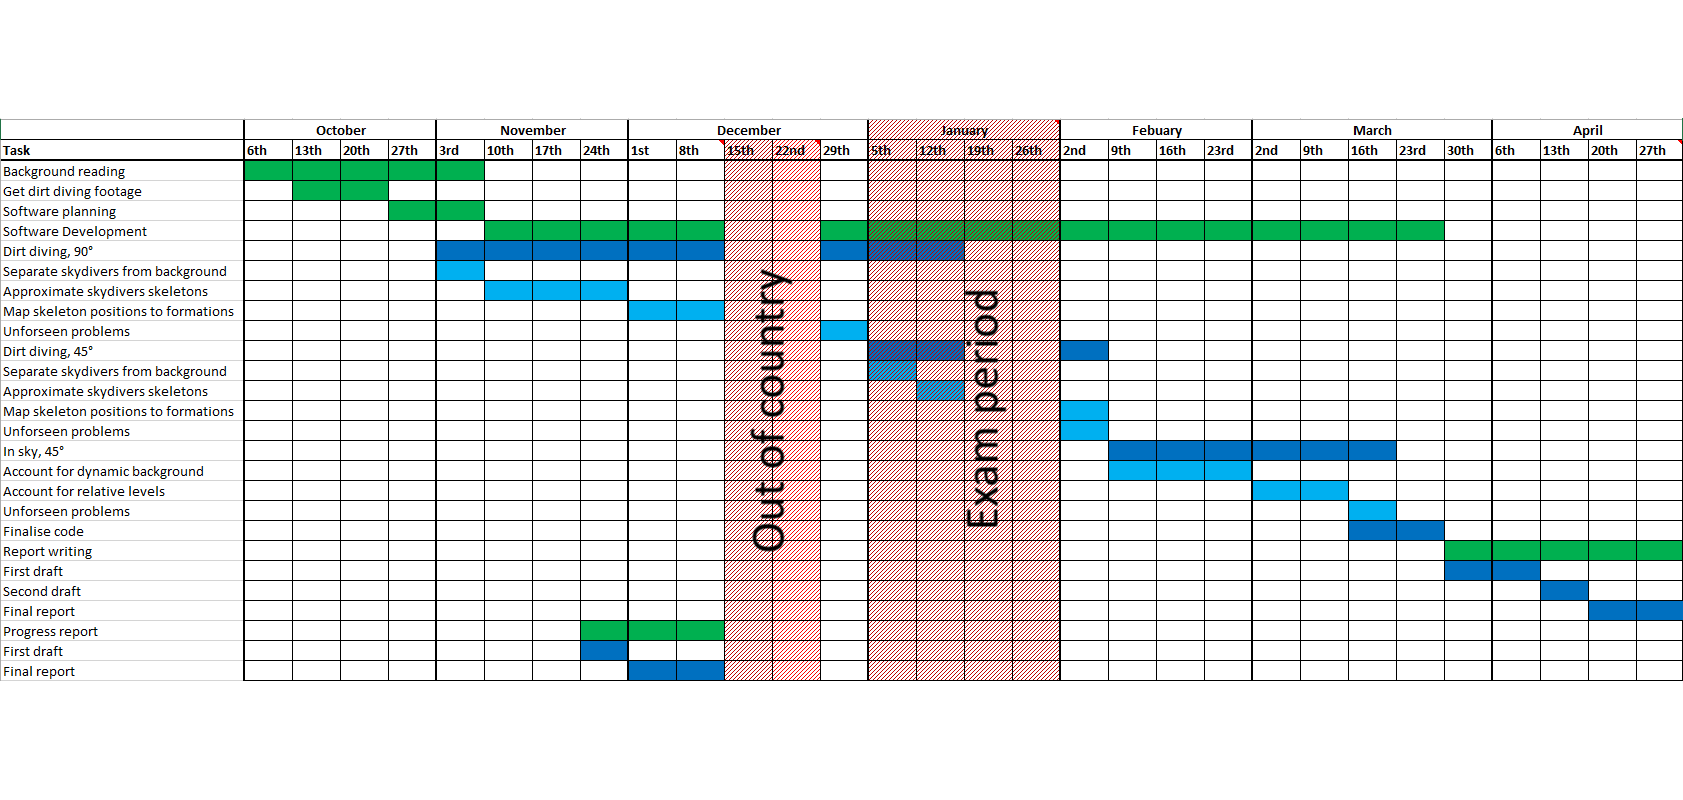 October November December January Febuary March April
Task 6th 13th 20th 27th 3rd 10th 17th 24th 1st 8th 15th 22nd 29th 5th 12th 19th 26th 2nd 9th 16th 23rd 2nd 9th 16th 23rd 30th 6th 13th 20th 27th
Background reading
Get dirt diving footage
Software planning
Software Development
Dirt diving, 90°
Separate skydivers from background
Approximate skydivers skeletons
Map skeleton positions to formations
Unforseen problems
Dirt diving, 45°
Separate skydivers from background
Approximate skydivers skeletons
Map skeleton positions to formations
Unforseen problems
In sky, 45°
Account for dynamic background
Account for relative levels
Unforseen problems
Finalise code
Report writing
First draft
Second draft
Final report
Progress report
First draft
Final report
Out of country
Exam period